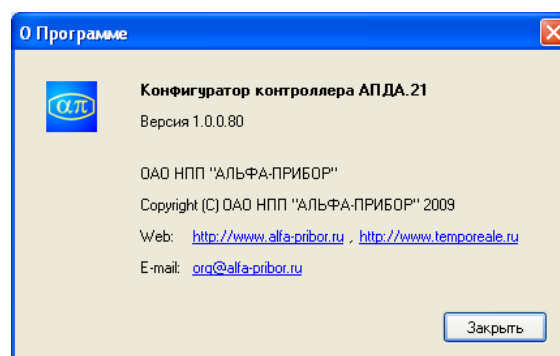 О Программе
απ
Конфигуратор контроллера АПДА.21
Версия 1.0.0.80
ОАО НПП "АЛЬФА-ПРИБОР"
Copyright (C) ОАО НПП "АЛЬФА-ПРИБОР" 2009
Web: http://www.alfa-pribor.ru , http://www.temporeale.ru
E-mail: org@alfa-pribor.ru
Закрыть